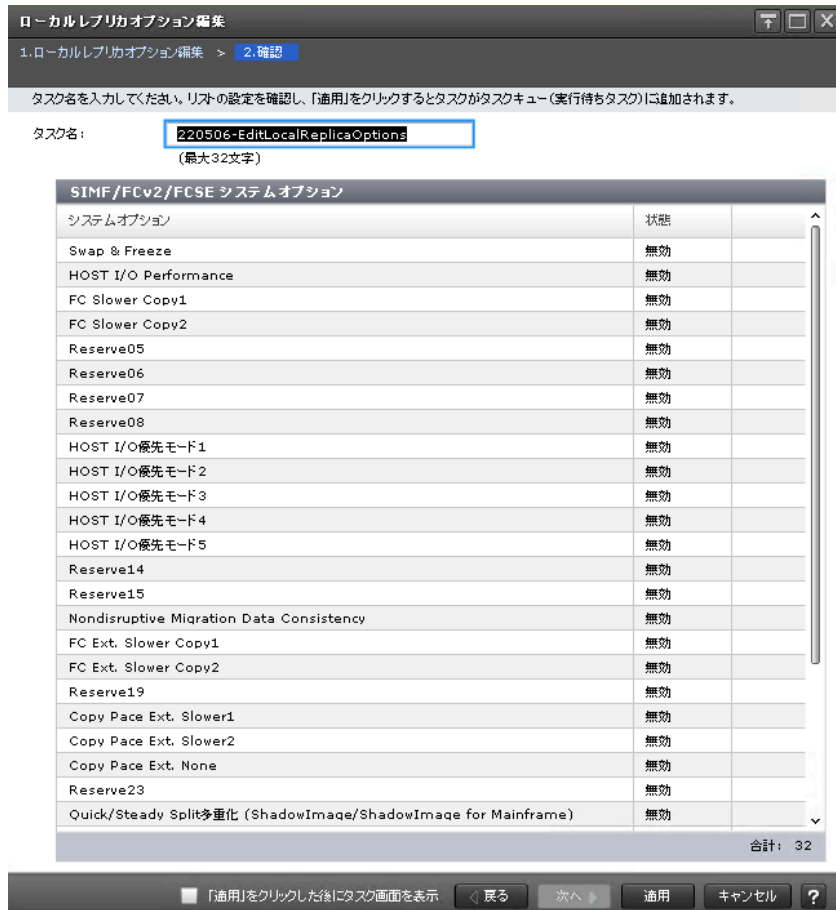 ローカルレプリカオプション編集
1.ローカルレプリカオプション編集 > 2.確認
タスク名を入力してください。リストの設定を確認し、「適用」をクリックするとタスクがタスクキュー(実行待ちタスク)に追加されます。
タスク名: 220506-EditLocalReplicaOptions
(最大32文字)
SIMF/FCv2/FCSE システムオプション
システムオプション 状態
Swap & Freeze 無効
HOST I/O Performance 無効
FC Slower Copy1 無効
FC Slower Copy2 無効
Reserve05 無効
Reserve06 無効
Reserve07 無効
Reserve08 無効
HOST I/O優先モード1 無効
HOST I/O優先モード2 無効
HOST I/O優先モード3 無効
HOST I/O優先モード4 無効
HOST I/O優先モード5 無効
Reserve14 無効
Reserve15 無効
Nondisruptive Migration Data Consistency 無効
FC Ext. Slower Copy1 無効
FC Ext. Slower Copy2 無効
Reserve19 無効
Copy Pace Ext. Slower1 無効
Copy Pace Ext. Slower2 無効
Copy Pace Ext. None 無効
Reserve23 無効
Quick/Steady Split多重化 (ShadowImage/ShadowImage for Mainframe) 無効
合計: 32
「適用」をクリックした後にタスク画面を表示 戻る 次へ 適用 キャンセル ?